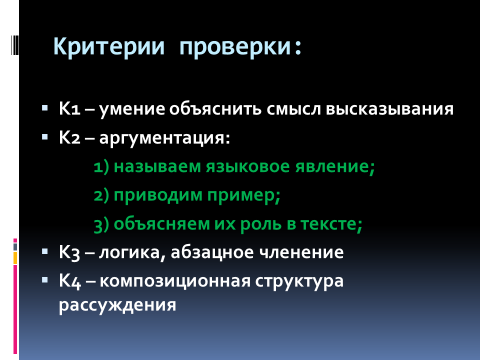 Критерии проверки:
К1 – умение объяснить смысл высказывания
К2 – аргументация:
1) называем языковое явление;
2) приводим пример;
3) объясняем их роль в тексте;
К3 – логика, абзацное членение
К4 – композиционная структура
рассуждения